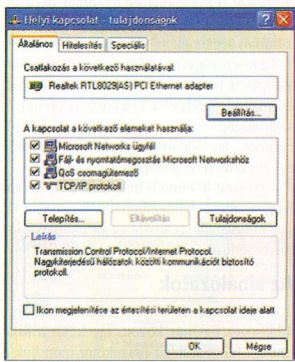 Helyi kapcsolat - tulajdonságok
Általános Hitelesítés Speciális
Csatlakozás a következő használatával:
Realtek RTL8029(AS) PCI Ethernet adapter
Beállítás...
A kapcsolat a következő elemeket használja:
Microsoft Networks ügyfél
Fájl- és nyomtatómegosztás Microsoft Networkshöz
QoS csomagütemező
TCP/IP protokoll
Telepítés... Eltávolítás Tulajdonságok
Leírás
Transmission Control Protocol/Internet Protocol.
Nagykiterjedésű hálózatok közötti kommunikációt biztosító
protokoll.
Ikon megjelenítése az értesítési területen a kapcsolat ideje alatt
OK Mégse